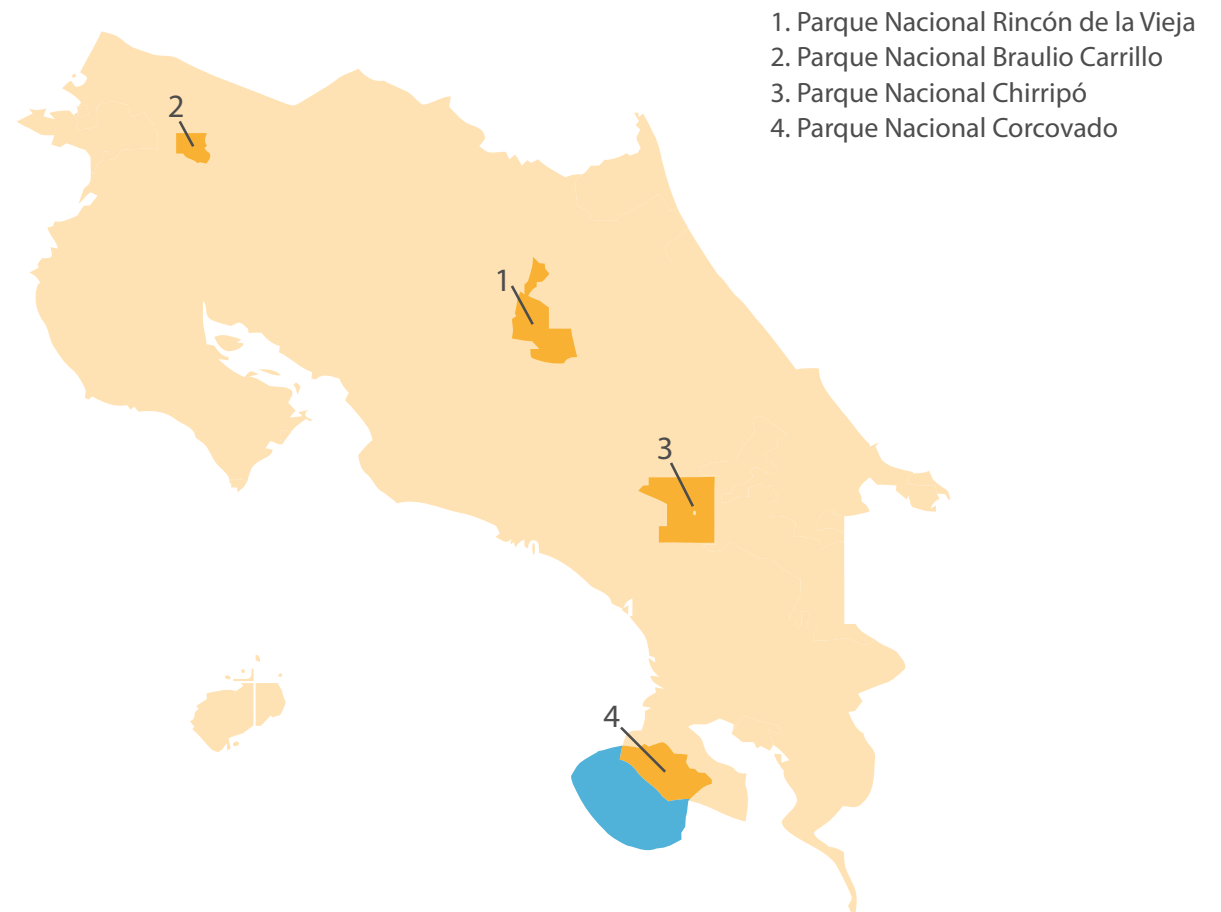 1. Parque Nacional Rincón de la Vieja
2. Parque Nacional Braulio Carrillo
3. Parque Nacional Chirripó
4. Parque Nacional Corcovado
2
1
3
4